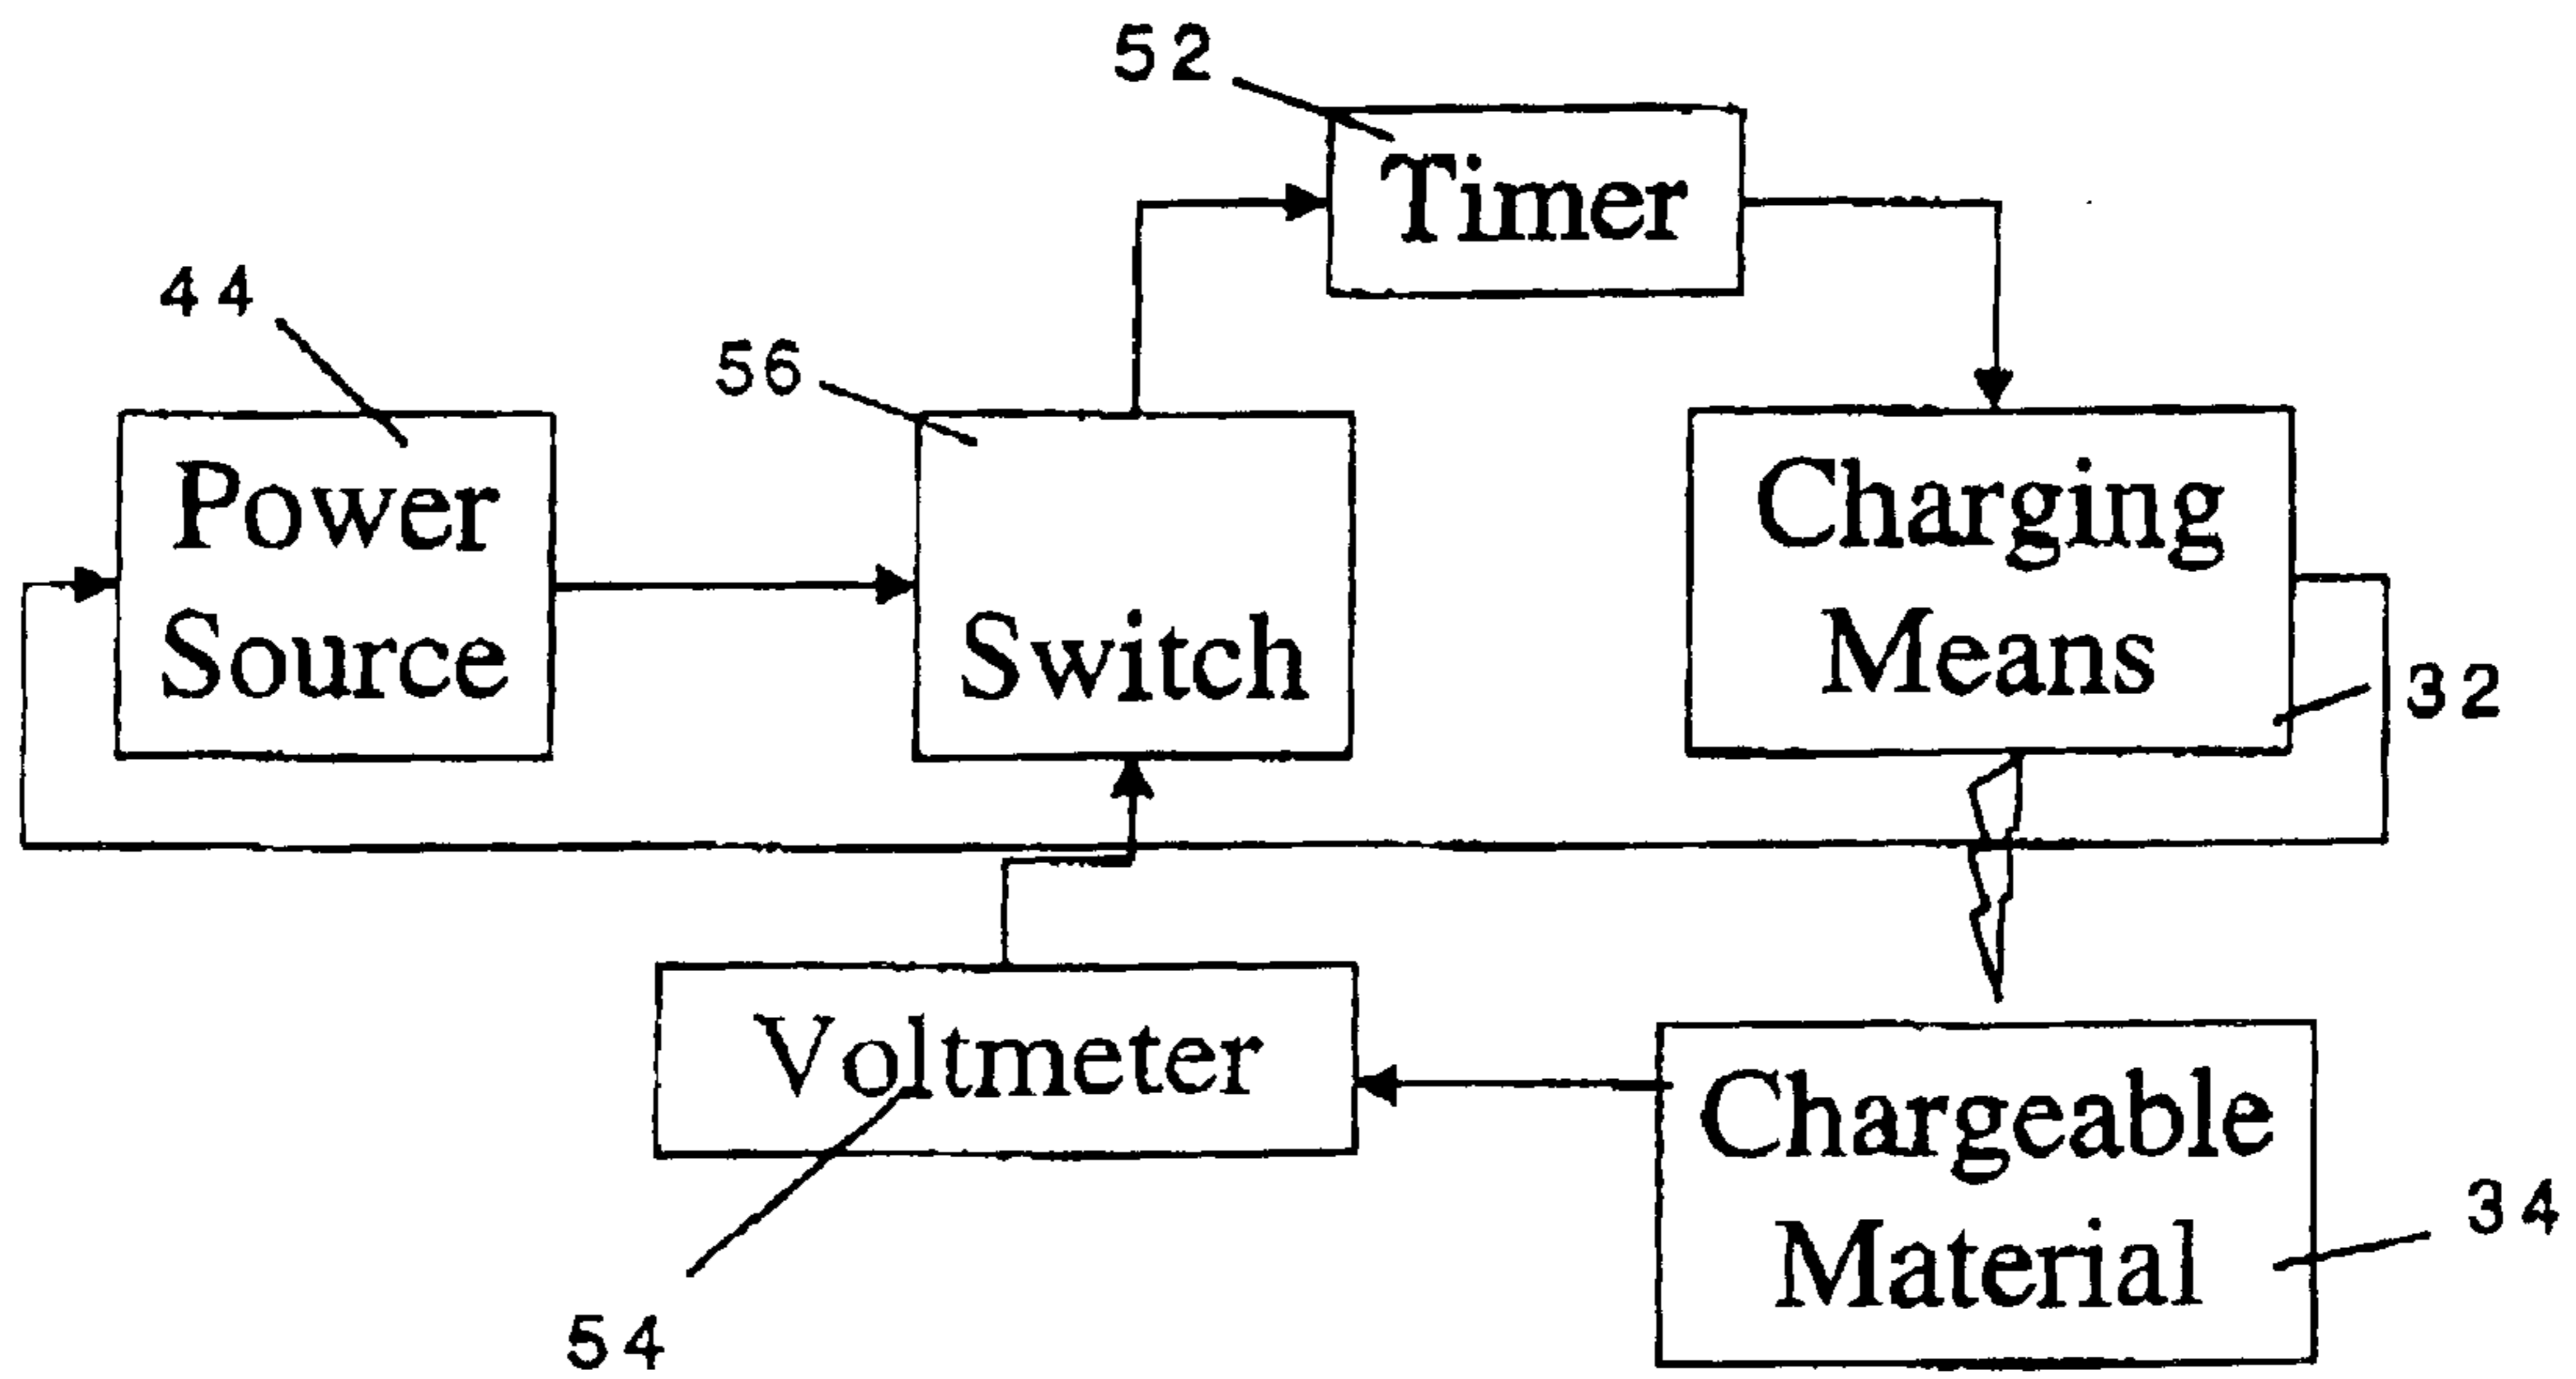 52
Timer
44
56
Power
Source
Switch
Charging
Means
32
Voltmeter
Chargeable
Material
34
54